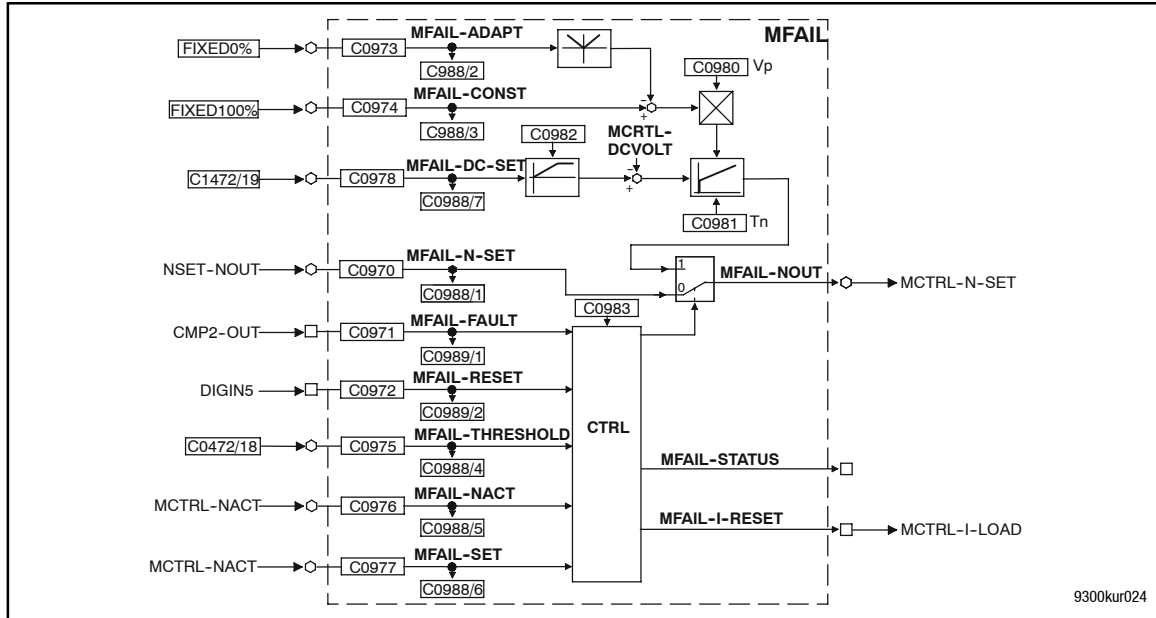 MFAIL
FIXED0%
C0973
MFAIL-ADAPT
C988/2
C0980 Vp
FIXED100%
C0974
MFAIL-CONST
C988/3
-
+
C0982
MCRTL-
DCVOLT
C1472/19
C0978
MFAIL-DC-SET
C0988/7
-
+
C0981 Tn
NSET-NOUT
C0970
MFAIL-N-SET
C0988/1
1
0
MFAIL-NOUT
MCTRL-N-SET
C0983
CMP2-OUT
C0971
MFAIL-FAULT
C0989/1
DIGIN5
C0972
MFAIL-RESET
C0989/2
CTRL
C0472/18
C0975
MFAIL-THRESHOLD
C0988/4
MFAIL-STATUS
MCTRL-NACT
C0976
MFAIL-NACT
C0988/5
MFAIL-I-RESET
MCTRL-I-LOAD
MCTRL-NACT
C0977
MFAIL-SET
C0988/6
9300kur024